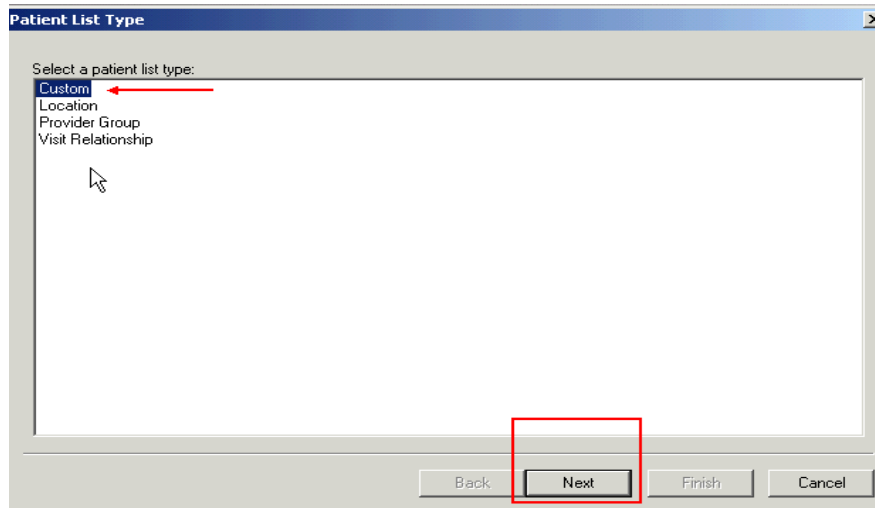 Patient List Type
Select a patient list type:
Custom
Location
Provider Group
Visit Relationship
Back Next Finish Cancel